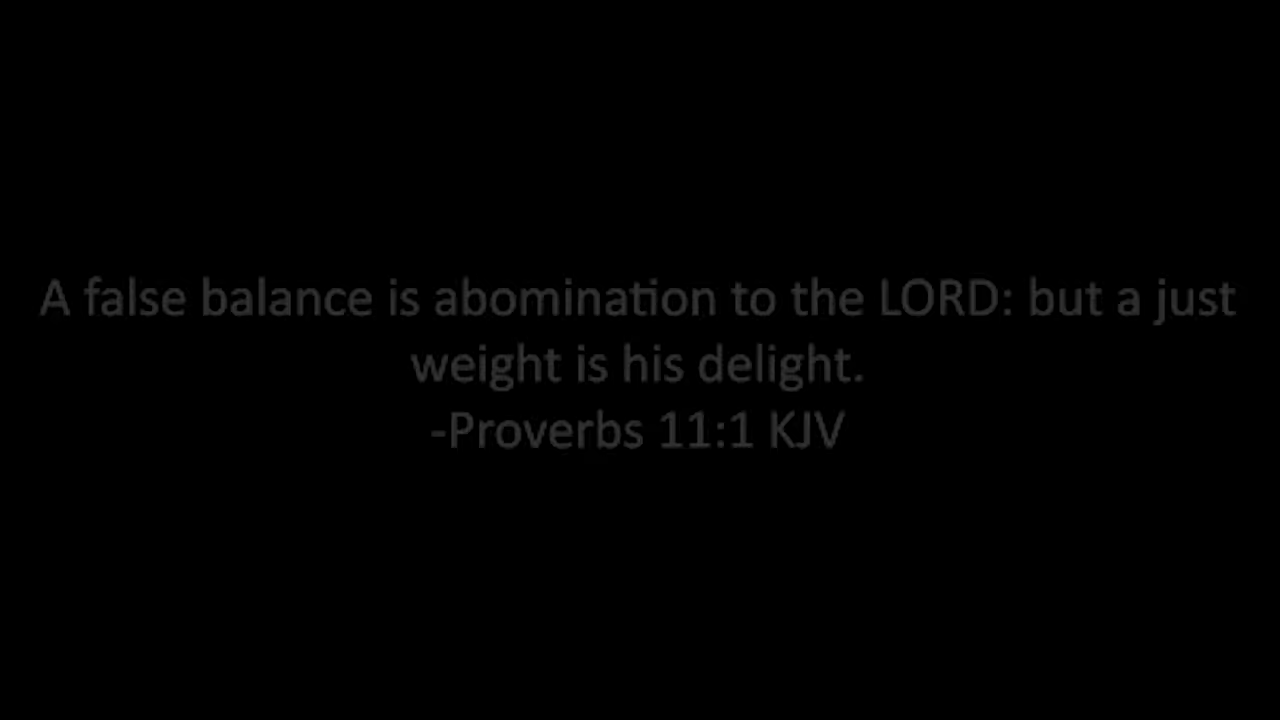 A false balance is abomination to the LORD: but a just
weight is his delight.
-Proverbs 11:1 KJV